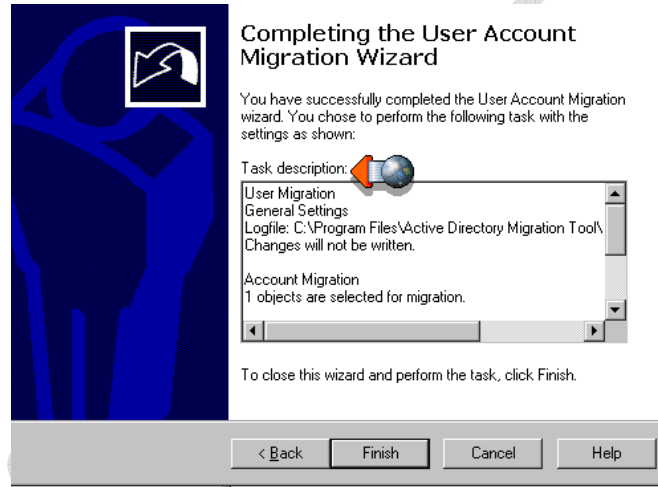 Completing the User Account
Migration Wizard
You have successfully completed the User Account Migration
wizard. You chose to perform the following task with the
settings as shown:
Task description:
User Migration
General Settings
Logfile: C:\Program Files\Active Directory Migration Tool\
Changes will not be written.
Account Migration
1 objects are selected for migration.
To close this wizard and perform the task, click Finish.
< Back Finish Cancel Help